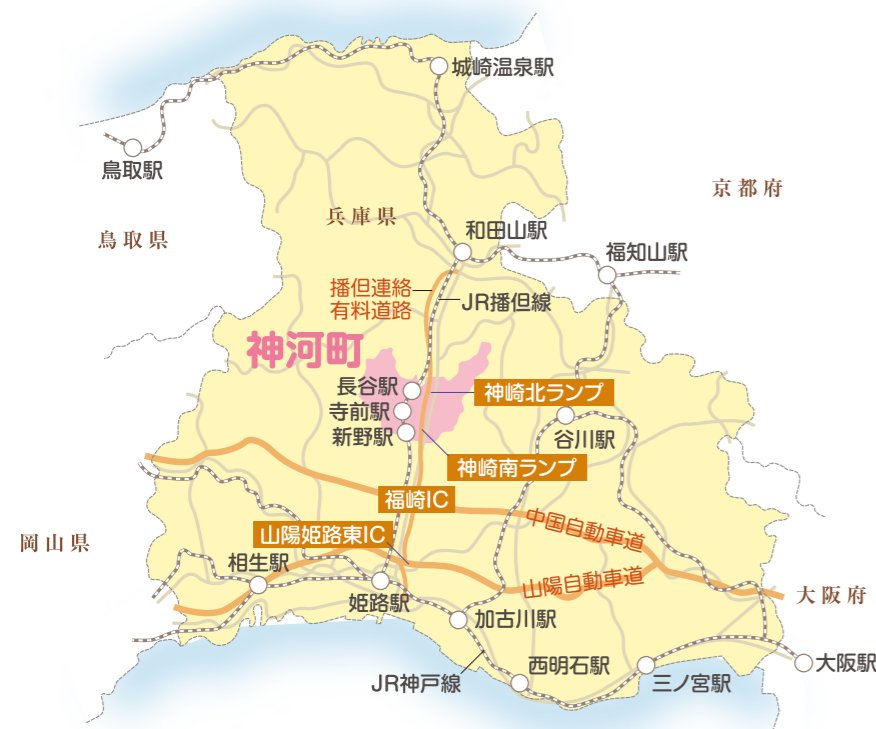 城崎温泉駅
鳥取駅
京都府
兵庫県
鳥取県
和田山駅
福知山駅
播但連絡
有料道路
JR播但線
神河町
長谷駅
神崎北ランプ
寺前駅
新野駅
谷川駅
神崎南ランプ
福崎IC
中国自動車道
山陽姫路東IC
岡山県
相生駅
山陽自動車道
姫路駅
大阪府
加古川駅
西明石駅
大阪駅
JR神戸線
三ノ宮駅